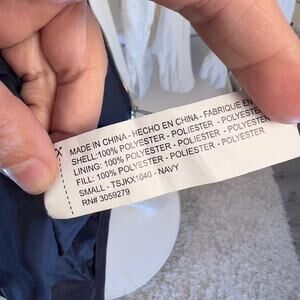 MADE IN CHINA - HECHO EN CHINA - FABRIQUE EN
SHELL:100% POLYESTER - POLIESTER - POLYESTER
LINING: 100% POLYESTER - POLIESTER - POLYESTER
FILL: 100% POLYESTER - POLIESTER - POLYESTER
SMALL - TSJKX1040 - NAVY
RN# 3059279